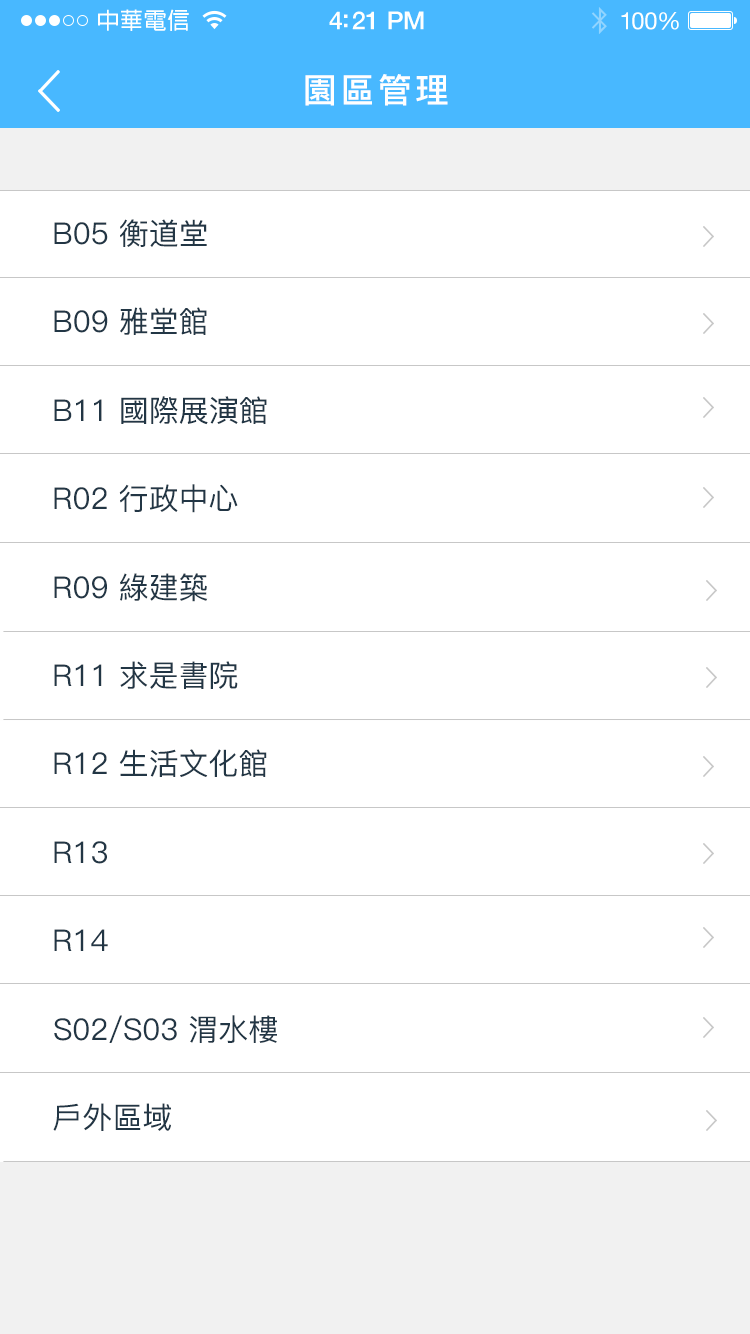 中華電信 4:21 PM 100%
園區管理
B05 衡道堂
B09 雅堂館
B11 國際展演館
R02 行政中心
R09 綠建築
R11 求是書院
R12 生活文化館
R13
R14
S02/S03 渭水樓
戶外區域